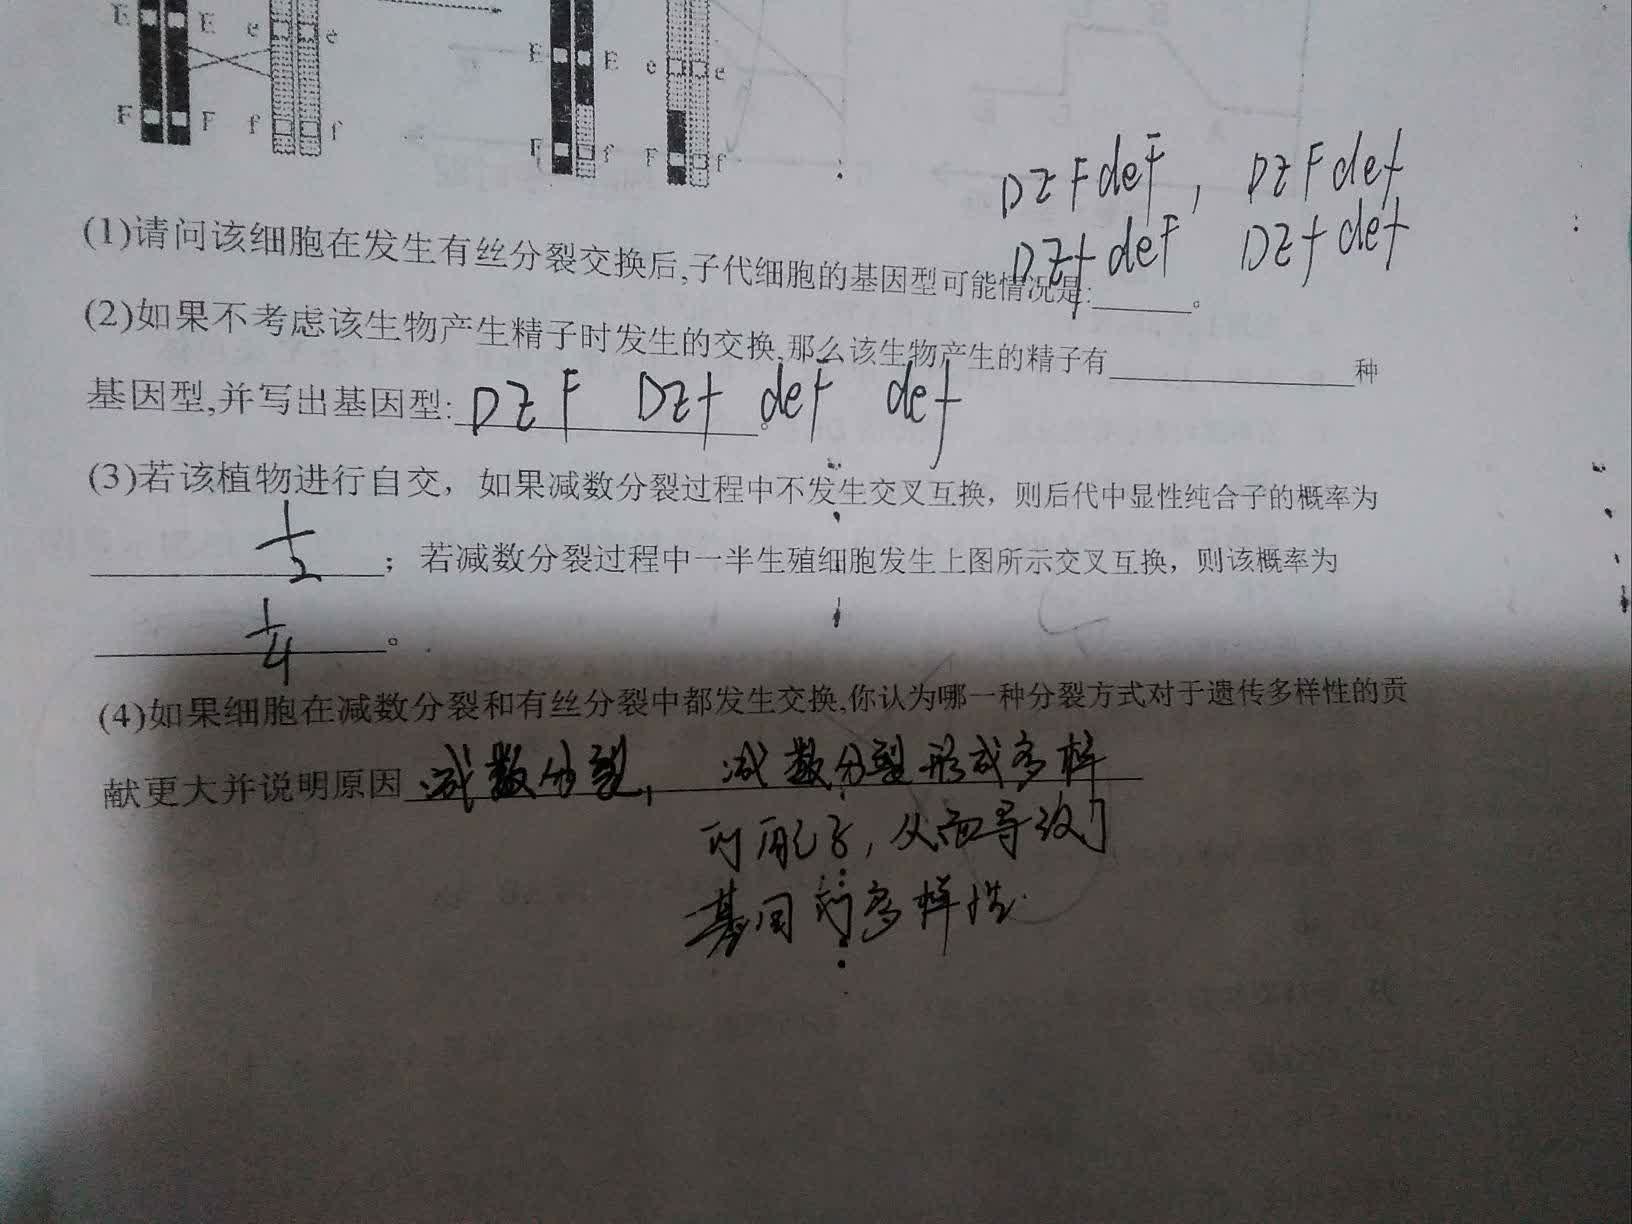 E E e e
E E e e
F F f f
F f F f
DEFdeF, DEFdef
DEfdeF DEfdef
(1)请问该细胞在发生有丝分裂交换后,子代细胞的基因型可能情况是:______。
(2)如果不考虑该生物产生精子时发生的交换,那么该生物产生的精子有______种
基因型,并写出基因型: DEF DEf deF def 。
(3)若该植物进行自交，如果减数分裂过程中不发生交叉互换，则后代中显性纯合子的概率为
1/2 ；若减数分裂过程中一半生殖细胞发生上图所示交叉互换，则该概率为
1/4 。
(4)如果细胞在减数分裂和有丝分裂中都发生交换,你认为哪一种分裂方式对于遗传多样性的贡
献更大并说明原因 减数分裂， 减数分裂形成多样
的配子，从而导致了
基因的多样性.